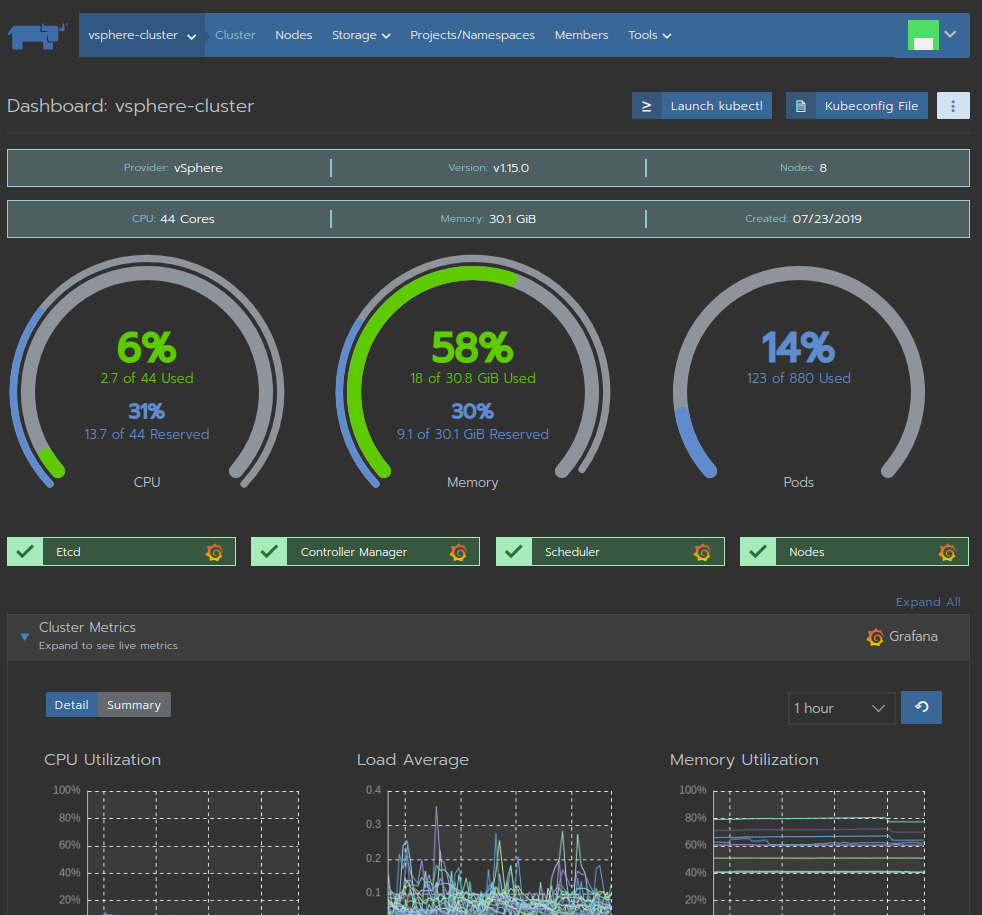 vsphere-cluster Cluster Nodes Storage Projects/Namespaces Members Tools
Dashboard: vsphere-cluster
≥ Launch kubectl Kubeconfig File
Provider: vSphere Version: v1.15.0 Nodes: 8
CPU: 44 Cores Memory: 30.1 GiB Created: 07/23/2019
6% 58% 14%
2.7 of 44 Used 18 of 30.8 GiB Used 123 of 880 Used
31% 30%
13.7 of 44 Reserved 9.1 of 30.1 GiB Reserved
CPU Memory Pods
Etcd Controller Manager Scheduler Nodes
Expand All
Cluster Metrics
Expand to see live metrics
Grafana
Detail Summary 1 hour
CPU Utilization Load Average Memory Utilization
100% 0.4 100%
80% 0.3 80%
60% 0.2 60%
40% 0.1 40%
20% 20%